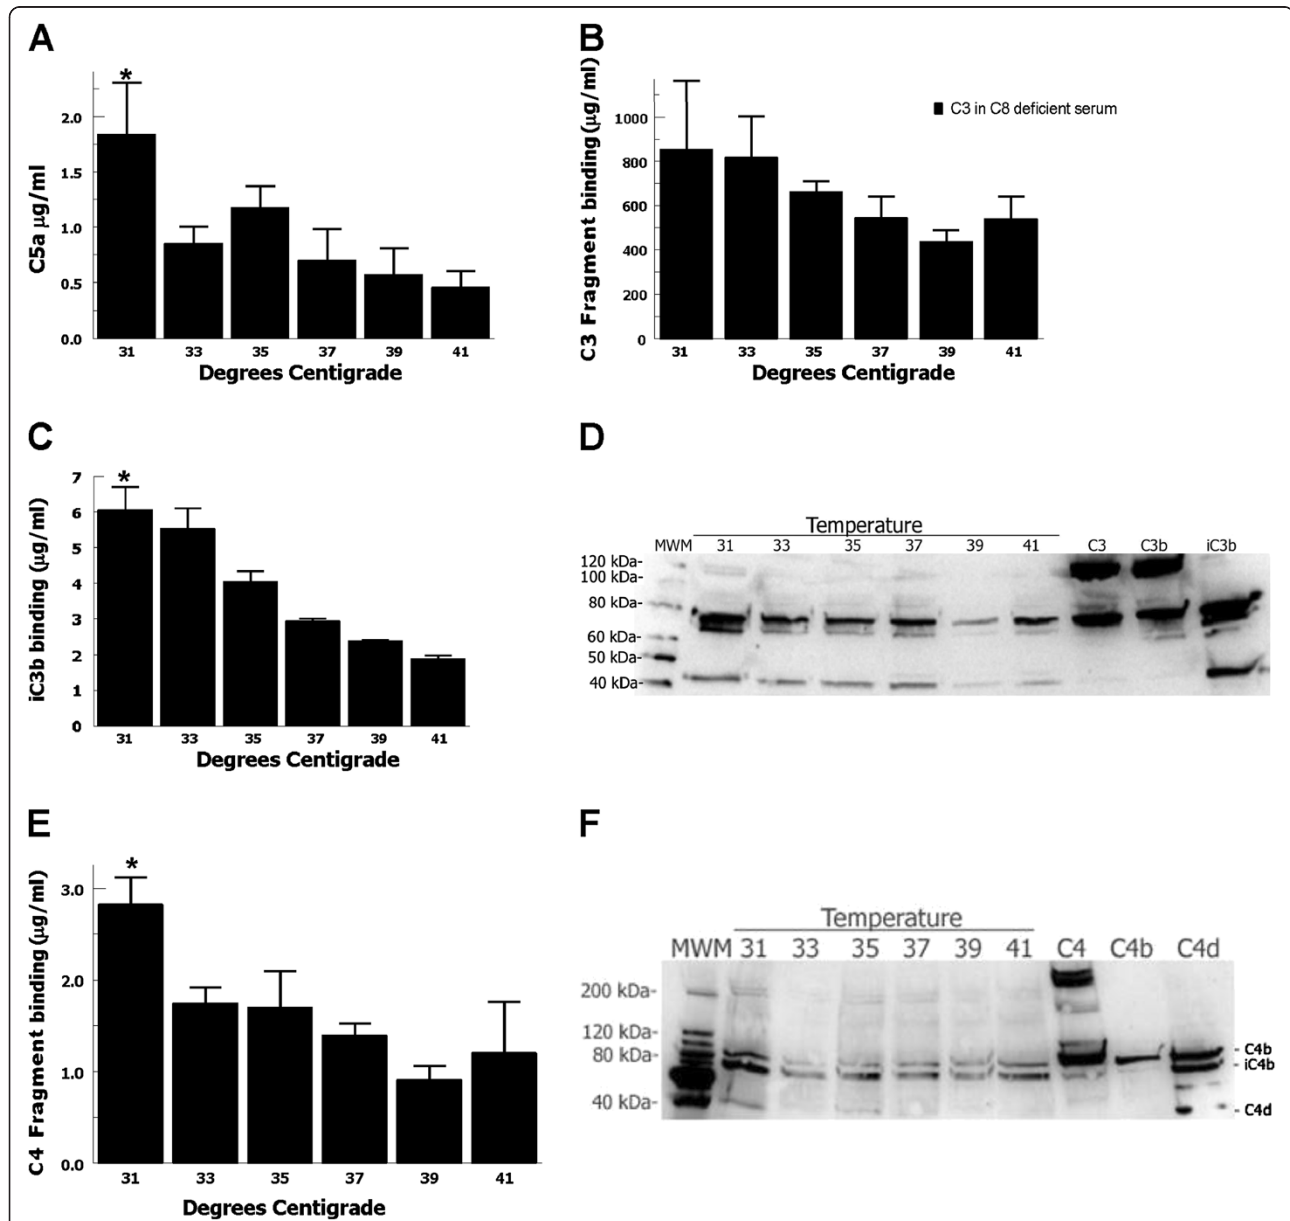 A
*
2.0
1.5
1.0
0.5
0.0
C5a µg/ml
31 33 35 37 39 41
Degrees Centigrade
B
C3 in C8 deficient serum
1000
800
600
400
200
0
C3 Fragment binding (µg/ml)
31 33 35 37 39 41
Degrees Centigrade
C
*
7
6
5
4
3
2
1
0
iC3b binding (µg/ml)
31 33 35 37 39 41
Degrees Centigrade
D
Temperature
MWM 31 33 35 37 39 41 C3 C3b iC3b
120 kDa-
100 kDa-
80 kDa-
60 kDa-
50 kDa-
40 kDa-
E
*
3.0
2.0
1.0
0.0
C4 Fragment binding (µg/ml)
31 33 35 37 39 41
Degrees Centigrade
F
Temperature
MWM 31 33 35 37 39 41 C4 C4b C4d
200 kDa-
120 kDa-
80 kDa-
40 kDa-
- C4b
- iC4b
- C4d